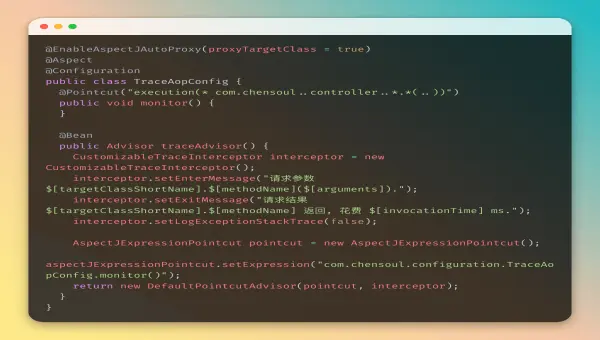 @EnableAspectJAutoProxy(proxyTargetClass = true)
@Aspect
@Configuration
public class TraceAopConfig {
  @Pointcut("execution(* com.chensoul..controller..*.*(..))")
  public void monitor() {
  }

  @Bean
  public Advisor traceAdvisor() {
    CustomizableTraceInterceptor interceptor = new
CustomizableTraceInterceptor();
    interceptor.setEnterMessage("请求参数
$[targetClassShortName].$[methodName]($[arguments]).");
    interceptor.setExitMessage("请求结果
$[targetClassShortName].$[methodName] 返回, 花费 $[invocationTime] ms.");
    interceptor.setLogExceptionStackTrace(false);

    AspectJExpressionPointcut pointcut = new AspectJExpressionPointcut();

aspectJExpressionPointcut.setExpression("com.chensoul.configuration.TraceAo
pConfig.monitor()");
    return new DefaultPointcutAdvisor(pointcut, interceptor);
  }
}